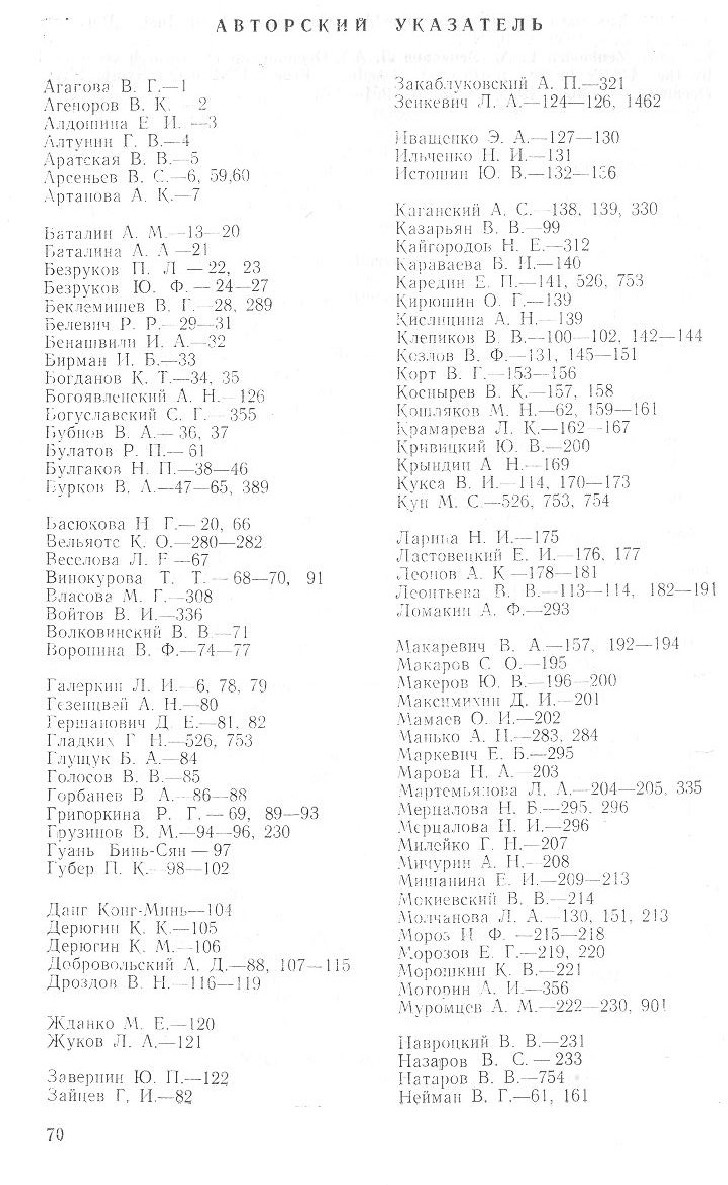 АВТОРСКИЙ УКАЗАТЕЛЬ
Агагова В. Г.—1
Агеноров В. К. 2
Алдошина Е И. —3
Алтунин Г. В.—4
Аратская В. В.—5
Арсеньев В. С.—6, 59,60
Артанова А. К.—7
Баталин А. М.—13—20
Баталина А. А —21
Безруков П. Л — 22, 23
Безруков Ю. Ф.— 24—27
Беклемишев В. Г. 28, 289
Белевич Р. Р. 29—31
Бенашвили И. А.—32
Бирман И. Б.—33
Богданов К. Т.—34, 35
Богоявленский А. Н. 126
Богуславский С. Г. 355
Бубнов В. А.— 36, 37
Булатов Р. П.— 61
Булгаков Н. П.—38—46
Бурков В. А.—47—65, 389
Васюкова Н Г.— 20, 66
Вельяотс К. О.—280—282
Веселова Л. Е —67
Винокурова Т. Т. — 68—70, 91
Власова М. Г.—308
Войтов В. И.—336
Волковинский В. В —71
Воронина В. Ф.—74—77
Галеркин Л. И. 6, 78, 79
Гезенцвей А. Н.—80
Гершанович Д Е.—81, 82
Гладких Г Н.—526, 753
Глущук Б. А.—84
Голосов В. В.—85
Горбанев В А.—86—88
Григоркина Р. Г. — 69, 89—93
Грузинов В. М.—94—96, 230
Гуань Бинь-Сян — 97
Губер П. К. 98—102
Данг Конг-Минь—104
Дерюгин К. К.—105
Дерюгин К. М. 106
Добровольский А. Д.—88, 107—115
Дроздов В. Н.—116—119
Жданко М. Е.—120
Жуков Л. А.—121
Завернин Ю. П.—122
Зайцев Г. И.—82
70
Закаблуковский А. П.—321
Зенкевич Л. А.—124—126, 1462
Иващенко Э. А.—127—130
Ильченко Н. И.—131
Истошин Ю. В.—132—136
Каганский А. С. 138, 139, 330
Казарьян В. В.—99
Кайгородов Н. Е.—312
Караваева В. И.—140
Каредин Е. П.—141, 526, 753
Кирюшин О. Г.—139
Кислицина А. Н. 139
Клепиков В. В.—100—102, 142—144
Козлов В. Ф.—131, 145—151
Корт В. Г. 153—156
Коснырев В. К.—157, 158
Кошляков М. Н.—62, 159—161
Крамарева Л. К.—162—167
Кривицкий Ю. В.—200
Крындин А Н. 169
Кукса В. И. 114, 170—173
Кун М. С —526, 753, 754
Ларина Н. И.—175
Ластовецкий Е. И. 176, 177
Леонов А. К —178—181
Леонтьева В. В. 113—114, 182—191
Ломакин А. Ф.—293
Макаревич В. А.—157, 192—194
Макаров С О.—195
Макеров Ю. В.—196—200
Максимихин Д. И. 201
Мамаев О. И.—202
Манько А. Н.—283, 284
Маркевич Е. Б.—295
Марова Н. А. 203
Мартемьянова Л. А.—204—205, 335
Мерцалова Н. Б.—295, 296
Мерцалова Н. И.—296
Милейко Г. Н.—207
Мичурин А. Н. 208
Мишанина Е. И.—209—213
Мокиевский В. В.—214
Молчанова Л. А. 130, 151, 213
Мороз И Ф. —215—218
Морозов Е. Г.—219, 220
Морошкин К. В.—221
Моторин А. И.—356
Муромцев А. М.—222—230, 901
Навроцкий В. В.—231
Назаров В. С. — 233
Натаров В. В.—754
Нейман В. Г.—61, 161